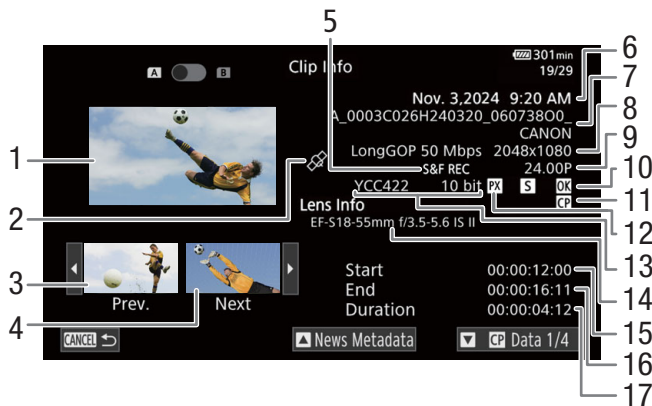 5
Clip Info
301min
19/29
6
7
A
B
Nov. 3,2024 9:20 AM
8
A_0003C026H240320_060738O0_
CANON
9
LongGOP 50 Mbps 2048x1080
10
S&F REC 24.00P
1
YCC422 10 bit PX S OK
11
CP
2
Lens Info
12
EF-S18-55mm f/3.5-5.6 IS II
13
3
Start 00:00:12:00
14
End 00:00:16:11
4
Prev. Next
Duration 00:00:04:12
15
CANCEL
News Metadata
CP Data 1/4
16
17